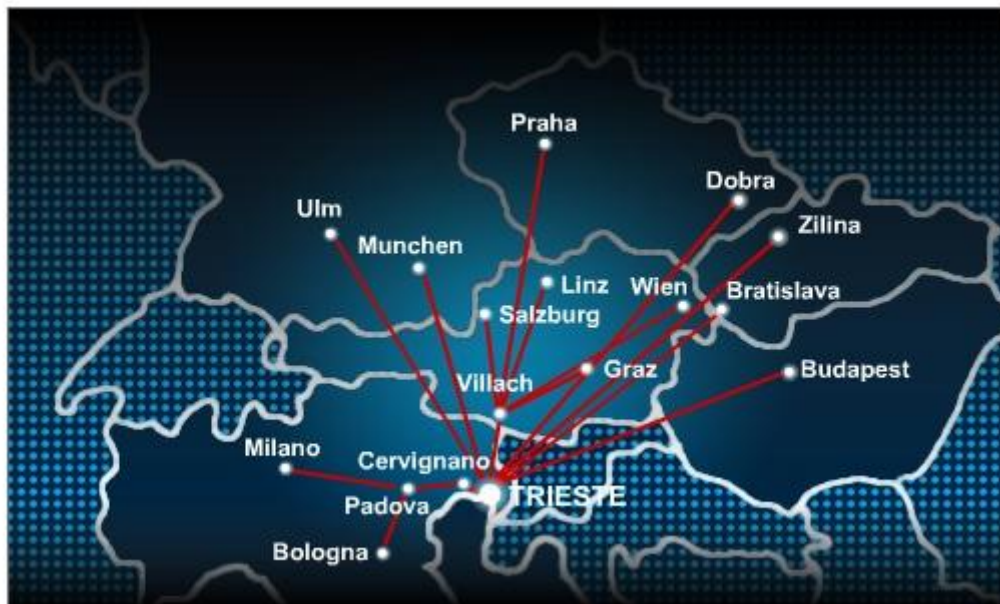 Praha
Dobra
Ulm
Zilina
Munchen
Linz
Wien
Bratislava
Salzburg
Villach
Graz
Budapest
Milano
Cervignano
Padova
TRIESTE
Bologna